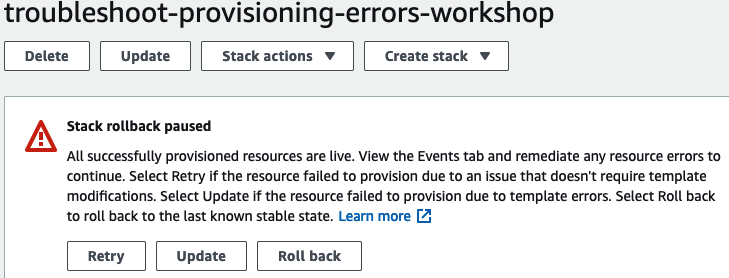 troubleshoot-provisioning-errors-workshop
Delete Update Stack actions Create stack
Stack rollback paused
All successfully provisioned resources are live. View the Events tab and remediate any resource errors to
continue. Select Retry if the resource failed to provision due to an issue that doesn't require template
modifications. Select Update if the resource failed to provision due to template errors. Select Roll back
to roll back to the last known stable state. Learn more
Retry Update Roll back